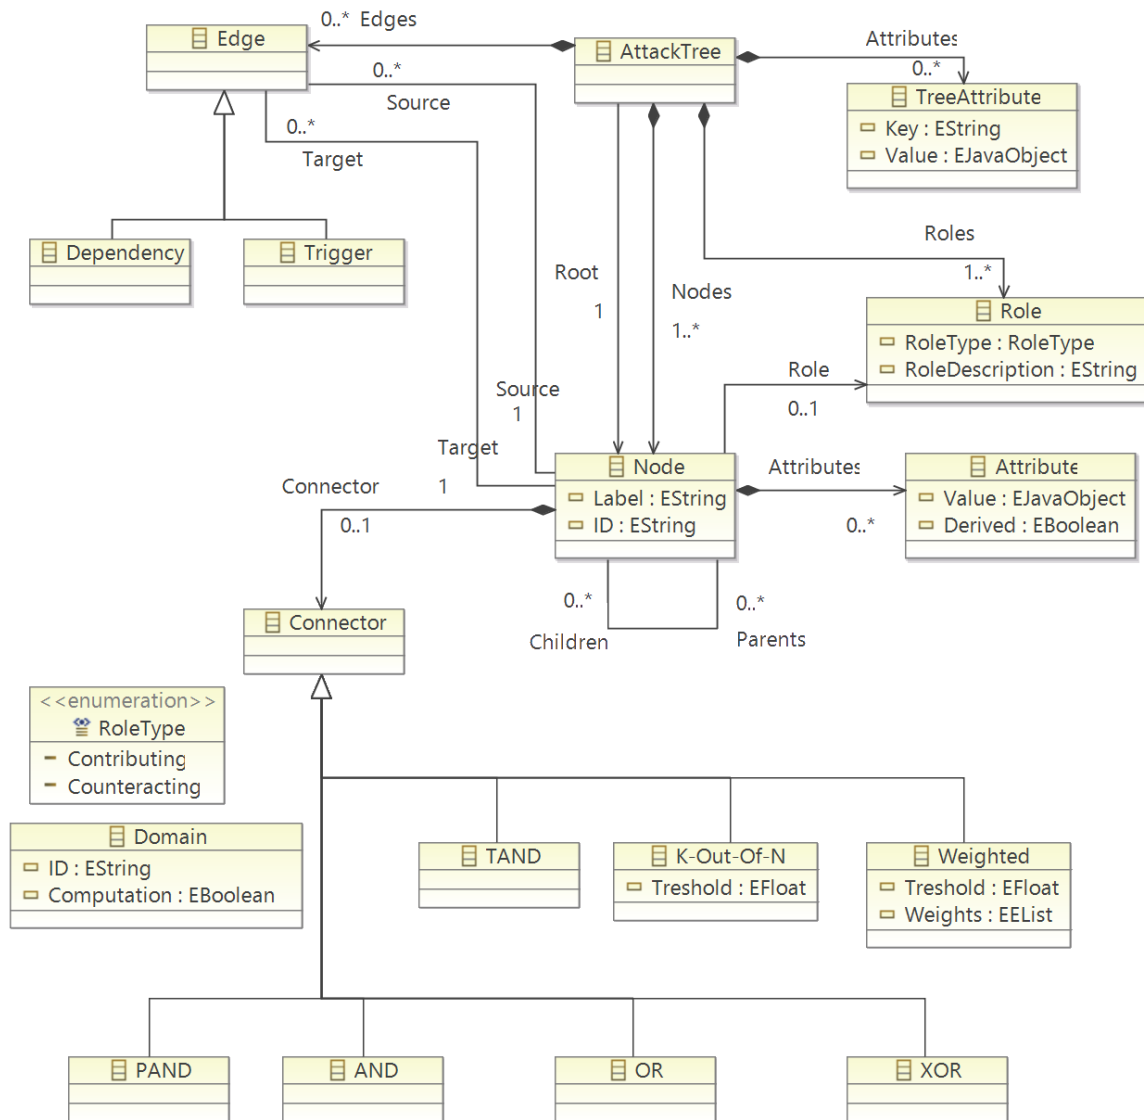 0..* Edges
Edge
AttackTree
Attributes
0..*
0..*
Source
TreeAttribute
Key : EString
Value : EJavaObject
0..*
Target
Dependency
Trigger
Roles
1..*
Root
1
Nodes
1..*
Role
RoleType : RoleType
RoleDescription : EString
Role
0..1
Source
1
Target
1
Node
Label : EString
ID : EString
Attributes
0..*
Attribute
Value : EJavaObject
Derived : EBoolean
Connector
0..1
0..*
Children
0..*
Parents
Connector
<<enumeration>>
RoleType
Contributing
Counteracting
Domain
ID : EString
Computation : EBoolean
TAND
K-Out-Of-N
Treshold : EFloat
Weighted
Treshold : EFloat
Weights : EEList
PAND
AND
OR
XOR